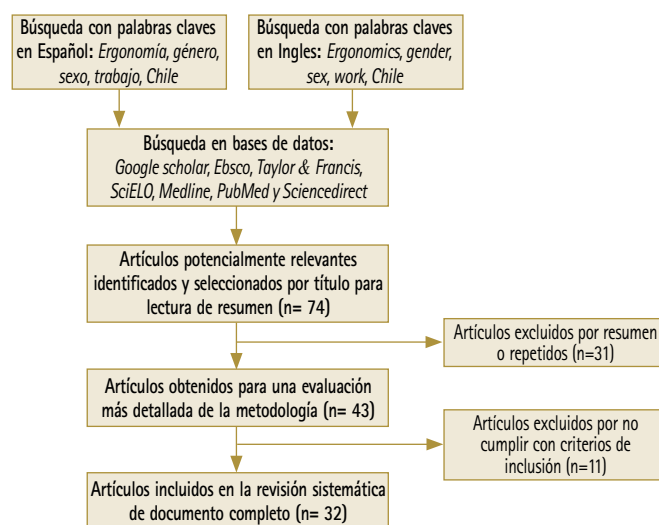 Búsqueda con palabras claves
en Español: Ergonomía, género,
sexo, trabajo, Chile
Búsqueda con palabras claves
en Ingles: Ergonomics, gender,
sex, work, Chile
Búsqueda en bases de datos:
Google scholar, Ebsco, Taylor & Francis,
SciELO, Medline, PubMed y Sciencedirect
Artículos potencialmente relevantes
identificados y seleccionados por título para
lectura de resumen (n= 74)
Artículos excluidos por resumen
o repetidos (n=31)
Artículos obtenidos para una evaluación
más detallada de la metodología (n= 43)
Artículos excluidos por no
cumplir con criterios de
inclusión (n=11)
Artículos incluidos en la revisión sistemática
de documento completo (n= 32)